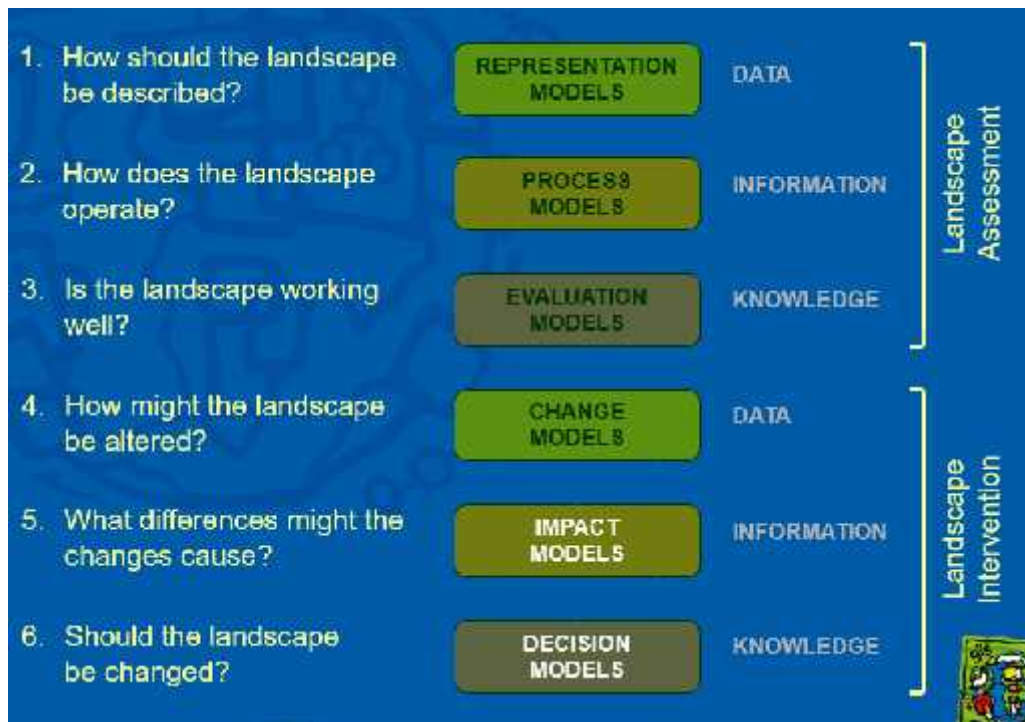 1. How should the landscape
be described?
REPRESENTATION
MODELS
DATA
2. How does the landscape
operate?
PROCESS
MODELS
INFORMATION
3. Is the landscape working
well?
EVALUATION
MODELS
KNOWLEDGE
Landscape
Assessment
4. How might the landscape
be altered?
CHANGE
MODELS
DATA
5. What differences might the
changes cause?
IMPACT
MODELS
INFORMATION
6. Should the landscape
be changed?
DECISION
MODELS
KNOWLEDGE
Landscape
Intervention